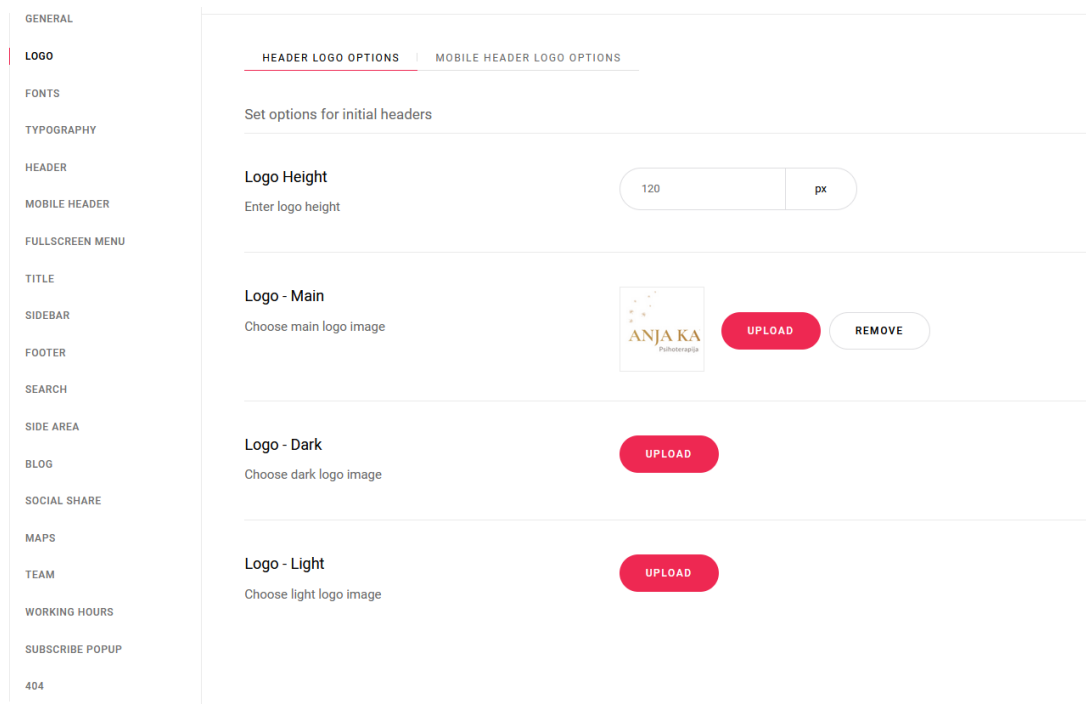 GENERAL
LOGO
FONTS
TYPOGRAPHY
HEADER
MOBILE HEADER
FULLSCREEN MENU
TITLE
SIDEBAR
FOOTER
SEARCH
SIDE AREA
BLOG
SOCIAL SHARE
MAPS
TEAM
WORKING HOURS
SUBSCRIBE POPUP
404
HEADER LOGO OPTIONS
MOBILE HEADER LOGO OPTIONS
Set options for initial headers
Logo Height
Enter logo height
120 px
Logo - Main
Choose main logo image
ANJA KA
Psihoterapija
UPLOAD
REMOVE
Logo - Dark
Choose dark logo image
UPLOAD
Logo - Light
Choose light logo image
UPLOAD